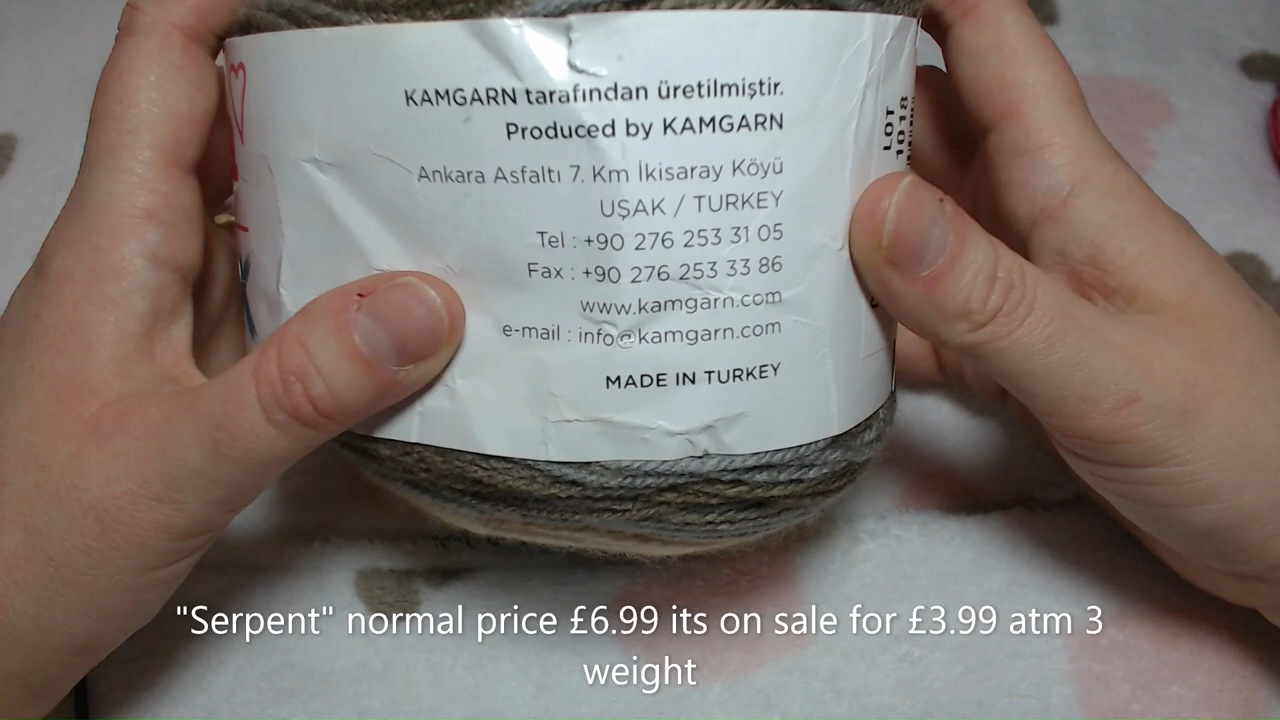 KAMGARN tarafından üretilmiştir.
Produced by KAMGARN
Ankara Asfaltı 7. Km İkisaray Köyü
UŞAK / TURKEY
Tel : +90 276 253 31 05
Fax : +90 276 253 33 86
www.kamgarn.com
e-mail : info@kamgarn.com
MADE IN TURKEY
LOT
1018
"Serpent" normal price £6.99 its on sale for £3.99 atm 3
weight